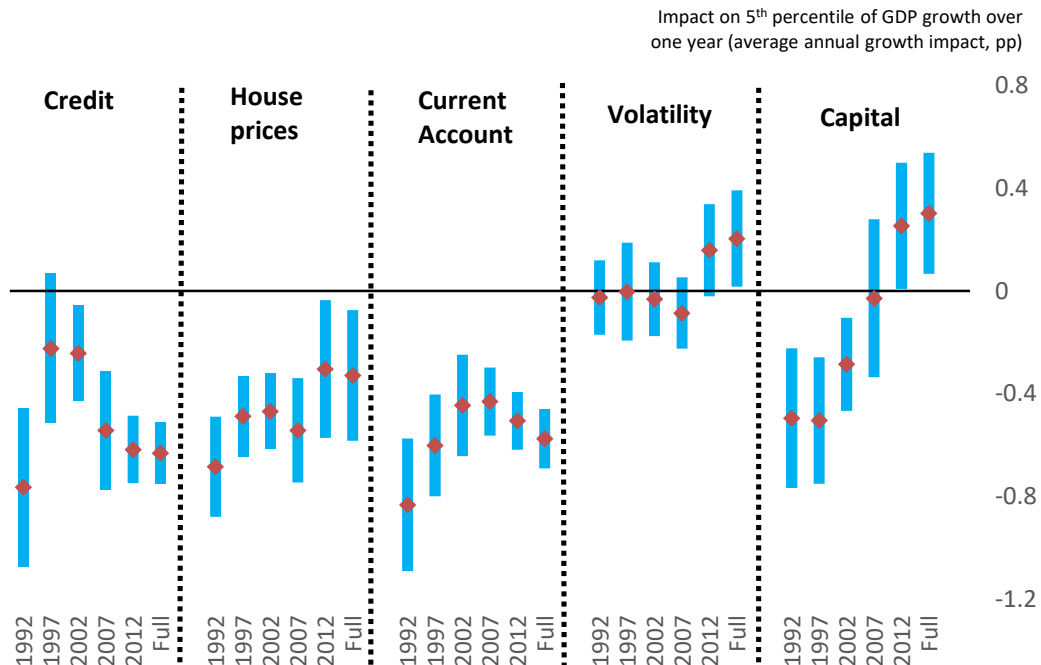 Impact on 5th percentile of GDP growth over
one year (average annual growth impact, pp)
0.8
Credit
House
prices
Current
Account
Volatility
Capital
0.4
0
-0.4
-0.8
-1.2
1992
1997
2002
2007
2012
Full
1992
1997
2002
2007
2012
Full
1992
1997
2002
2007
2012
Full
1992
1997
2002
2007
2012
Full
1992
1997
2002
2007
2012
Full